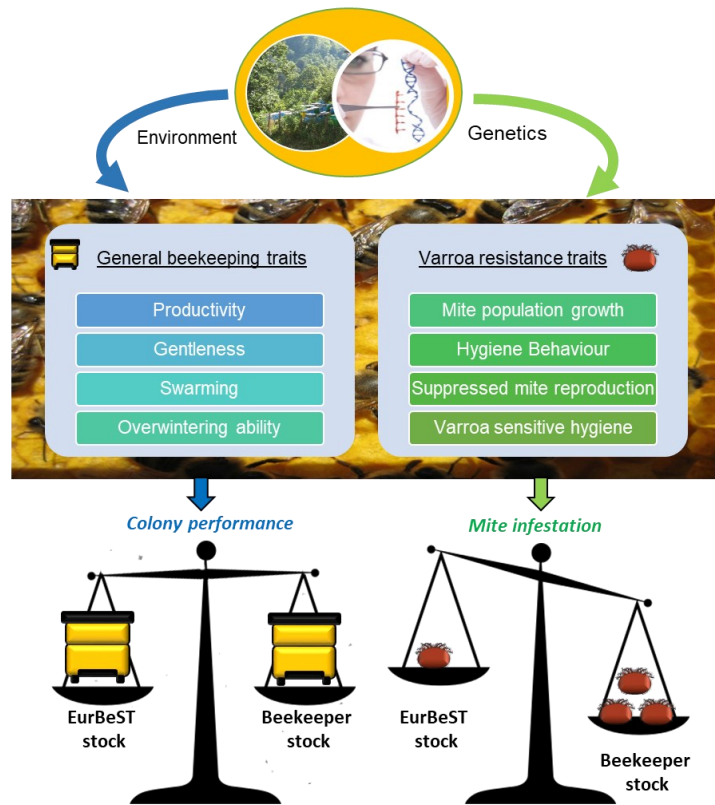 Environment
Genetics
General beekeeping traits
Productivity
Gentleness
Swarming
Overwintering ability
Varroa resistance traits
Mite population growth
Hygiene Behaviour
Suppressed mite reproduction
Varroa sensitive hygiene
Colony performance
Mite infestation
EurBeST
stock
Beekeeper
stock
EurBeST
stock
Beekeeper
stock